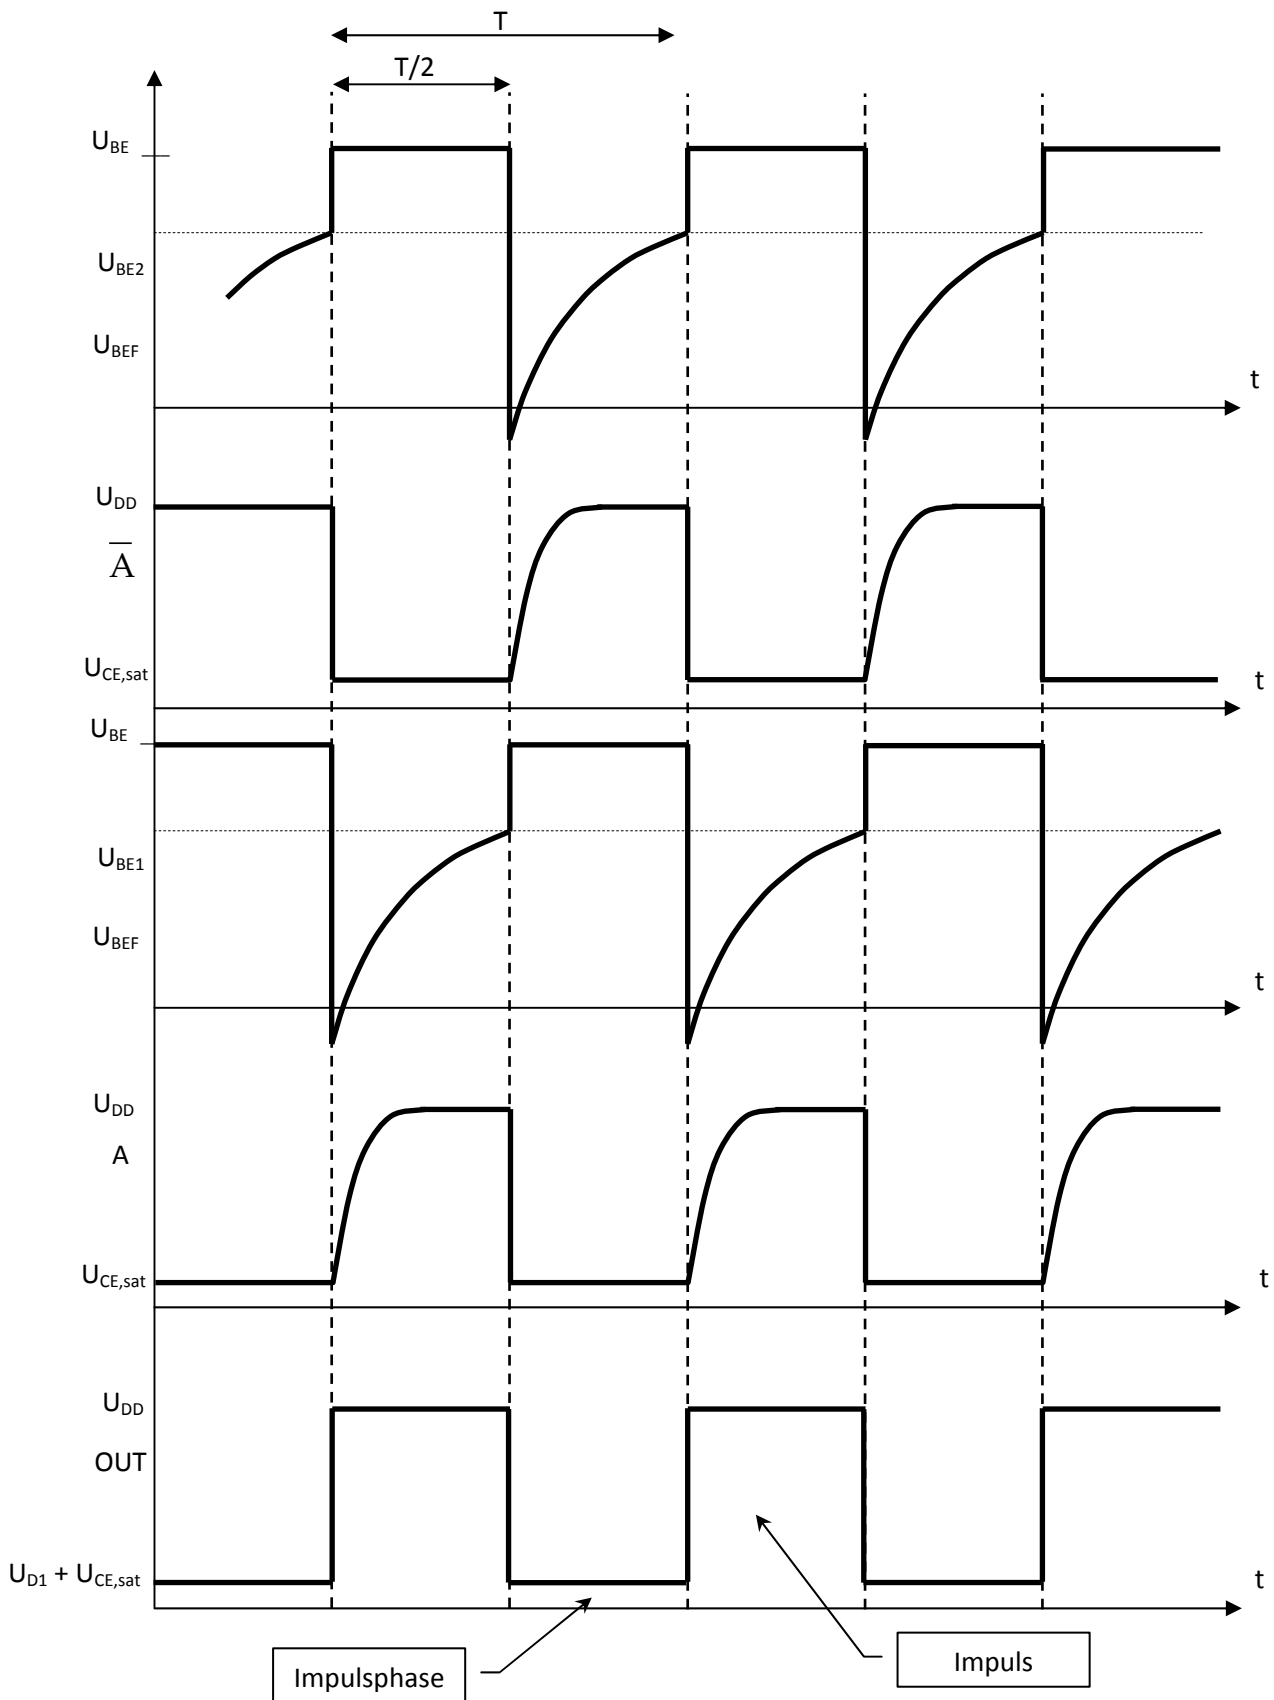 T
T/2
U_BE
U_BE2
U_BEF
t
U_DD
A̅
U_CE,sat
t
U_BE
U_BE1
U_BEF
t
U_DD
A
U_CE,sat
t
U_DD
OUT
U_D1 + U_CE,sat
t
Impulsphase
Impuls